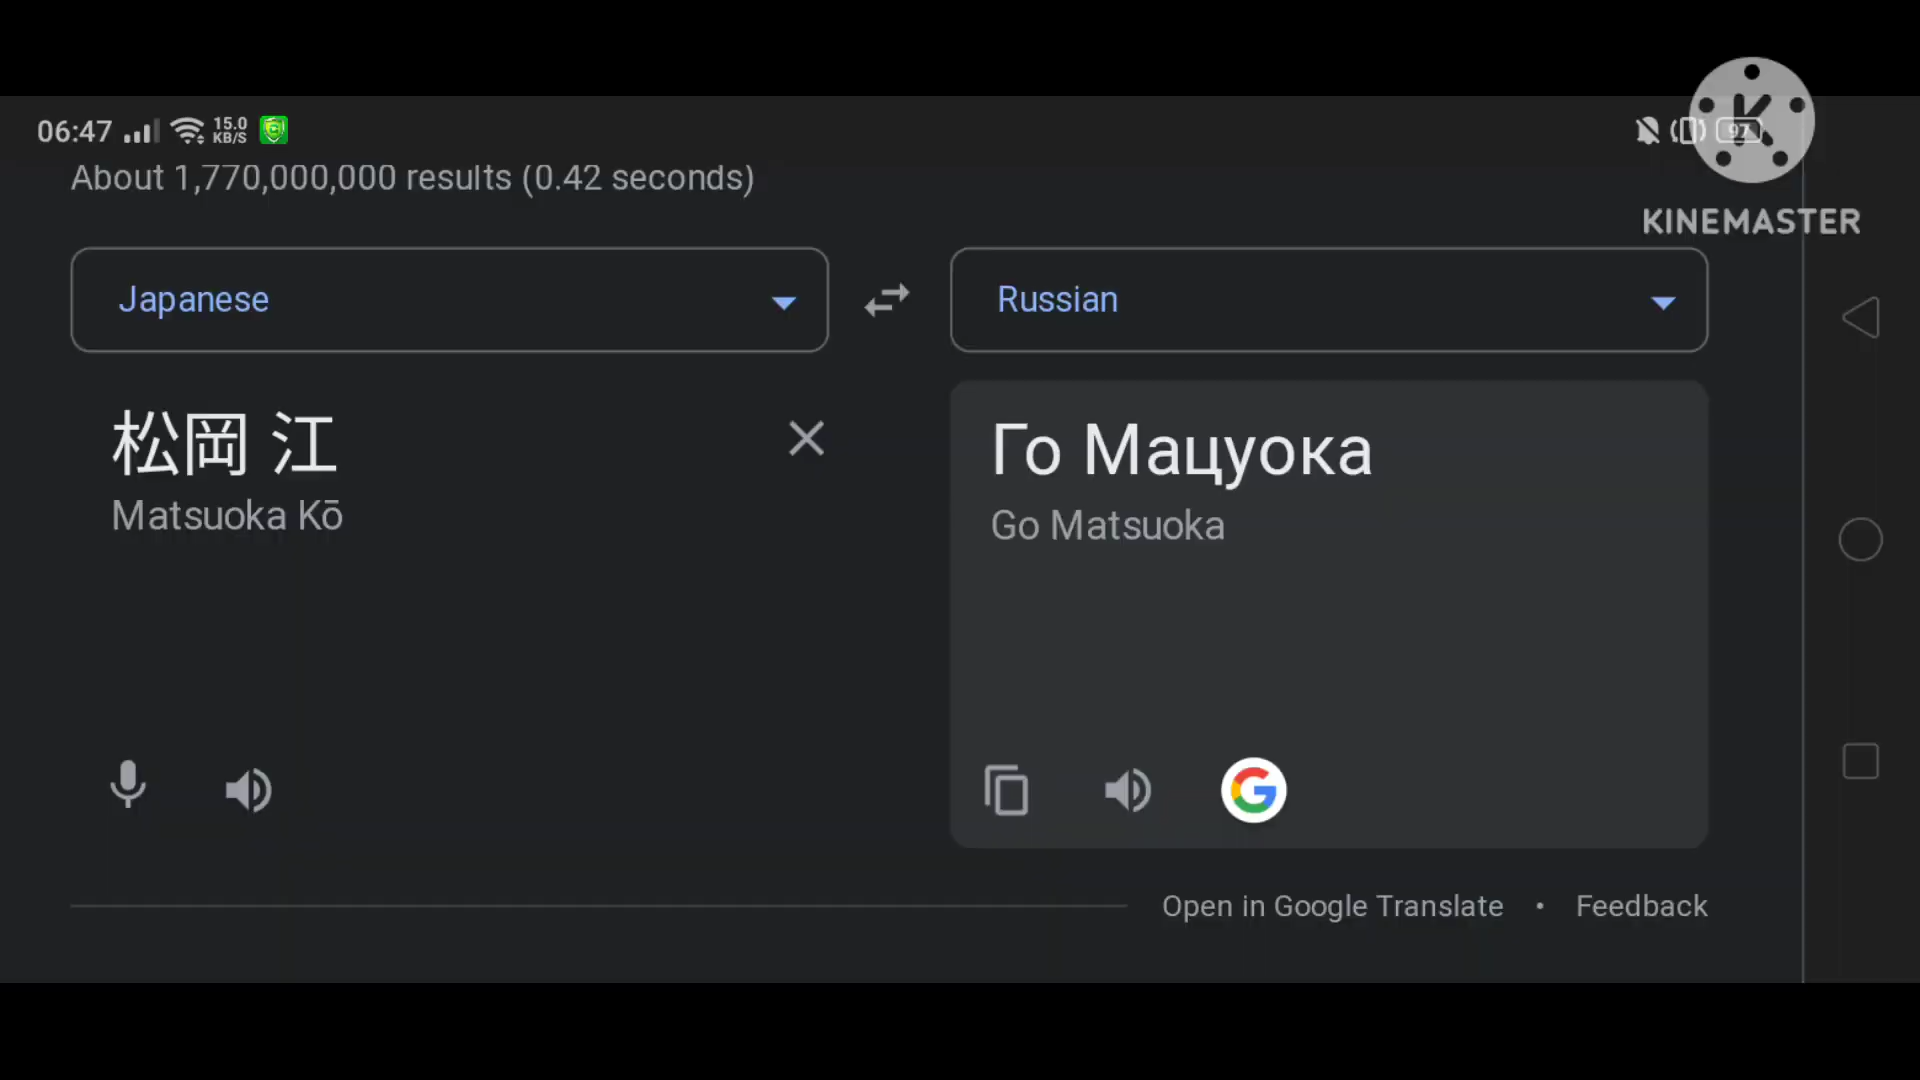 06:47 15.0 KB/S 97
KINEMASTER
About 1,770,000,000 results (0.42 seconds)
Japanese
Russian
松岡 江
Matsuoka Kō
Го Мацуока
Go Matsuoka
Open in Google Translate • Feedback